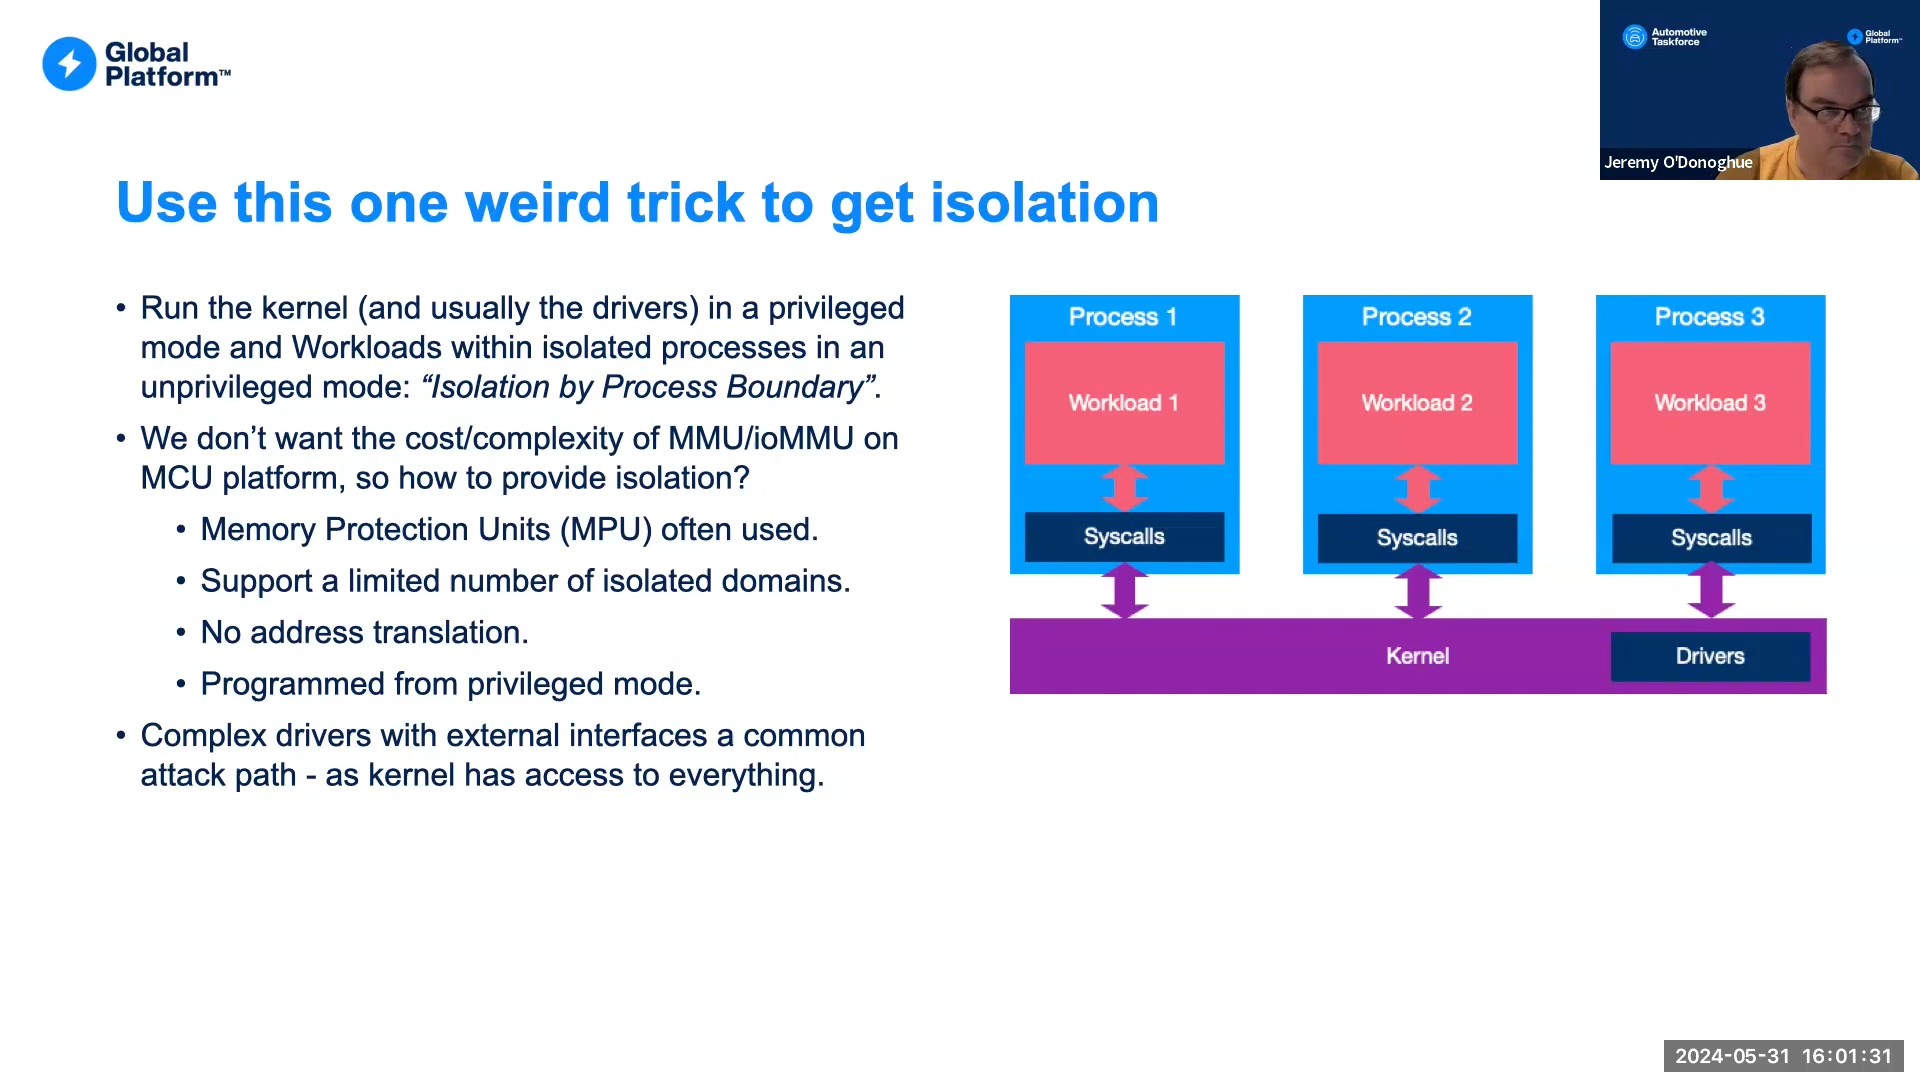 Global
Platform™
Automotive
Taskforce
Global
Platform™
Jeremy O'Donoghue
Use this one weird trick to get isolation
• Run the kernel (and usually the drivers) in a privileged
mode and Workloads within isolated processes in an
unprivileged mode: “Isolation by Process Boundary”.
• We don’t want the cost/complexity of MMU/ioMMU on
MCU platform, so how to provide isolation?
• Memory Protection Units (MPU) often used.
• Support a limited number of isolated domains.
• No address translation.
• Programmed from privileged mode.
• Complex drivers with external interfaces a common
attack path - as kernel has access to everything.
Process 1
Process 2
Process 3
Workload 1
Workload 2
Workload 3
Syscalls
Syscalls
Syscalls
Kernel
Drivers
2024-05-31 16:01:31